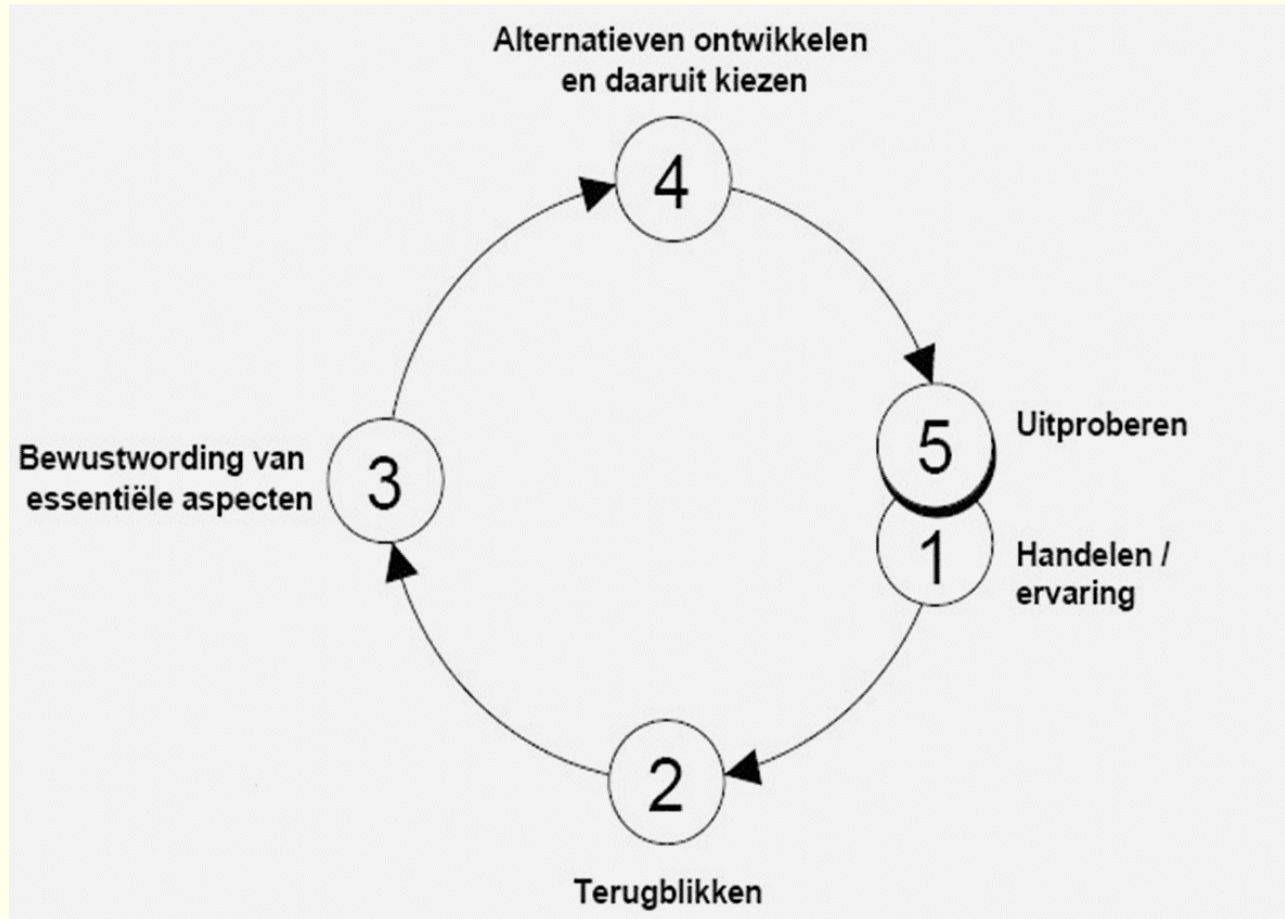 Alternatieven ontwikkelen
en daaruit kiezen
4
5
Uitproberen
Bewustwording van
essentiële aspecten
3
1
Handelen /
ervaring
2
Terugblikken